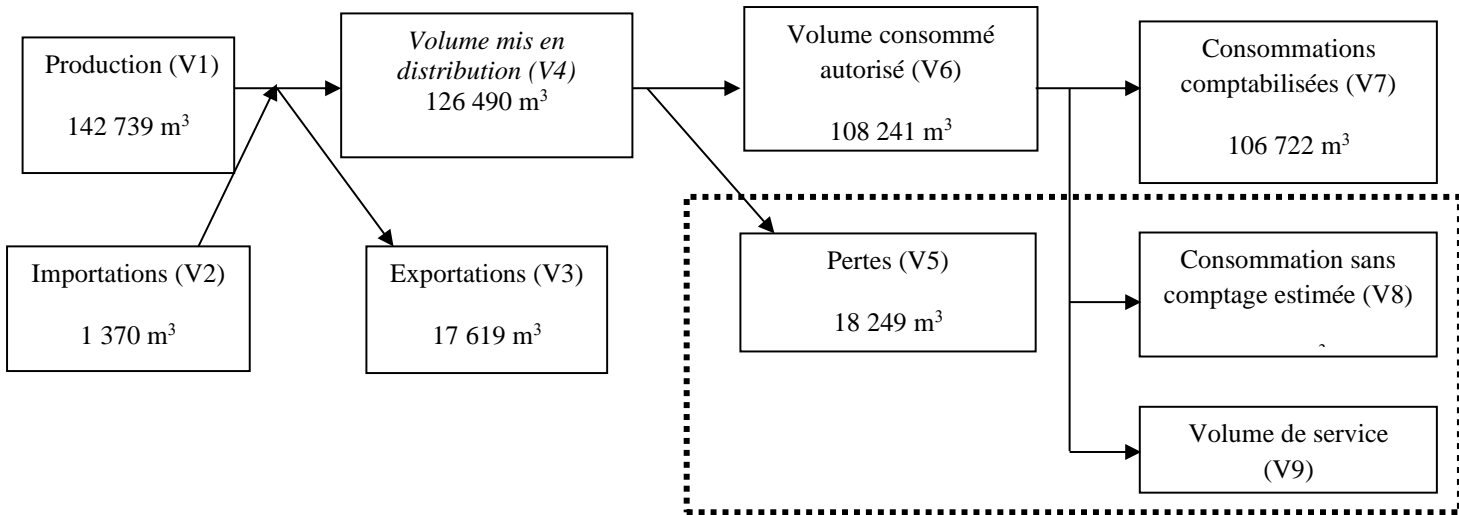 Production (V1)
142 739 m³
Volume mis en
distribution (V4)
126 490 m³
Volume consommé
autorisé (V6)
108 241 m³
Consommations
comptabilisées (V7)
106 722 m³
Importations (V2)
1 370 m³
Exportations (V3)
17 619 m³
Pertes (V5)
18 249 m³
Consommation sans
comptage estimée (V8)
Volume de service
(V9)